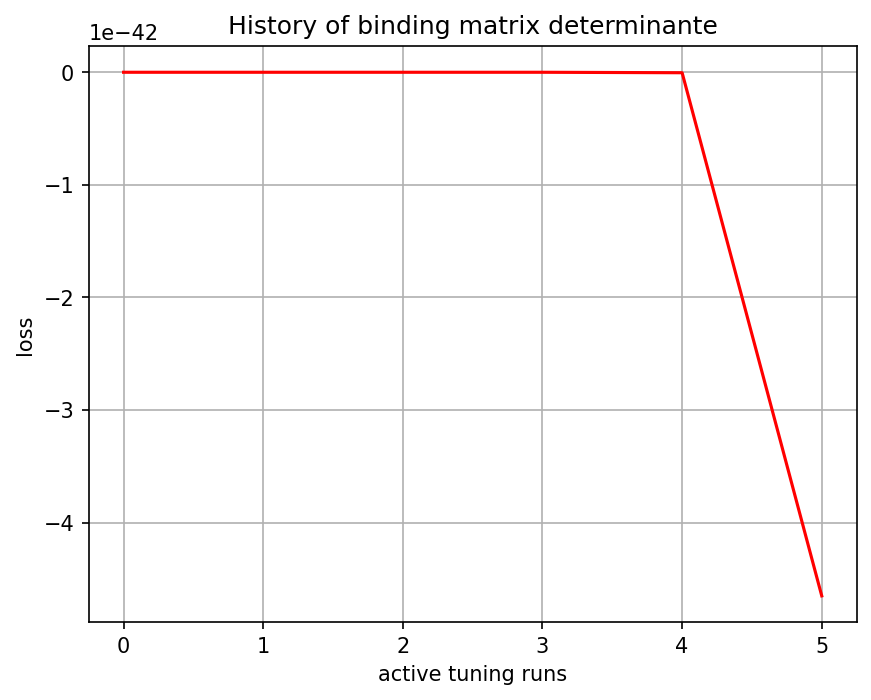 History of binding matrix determinante
1e−42
0
−1
−2
−3
−4
loss
0 1 2 3 4 5
active tuning runs